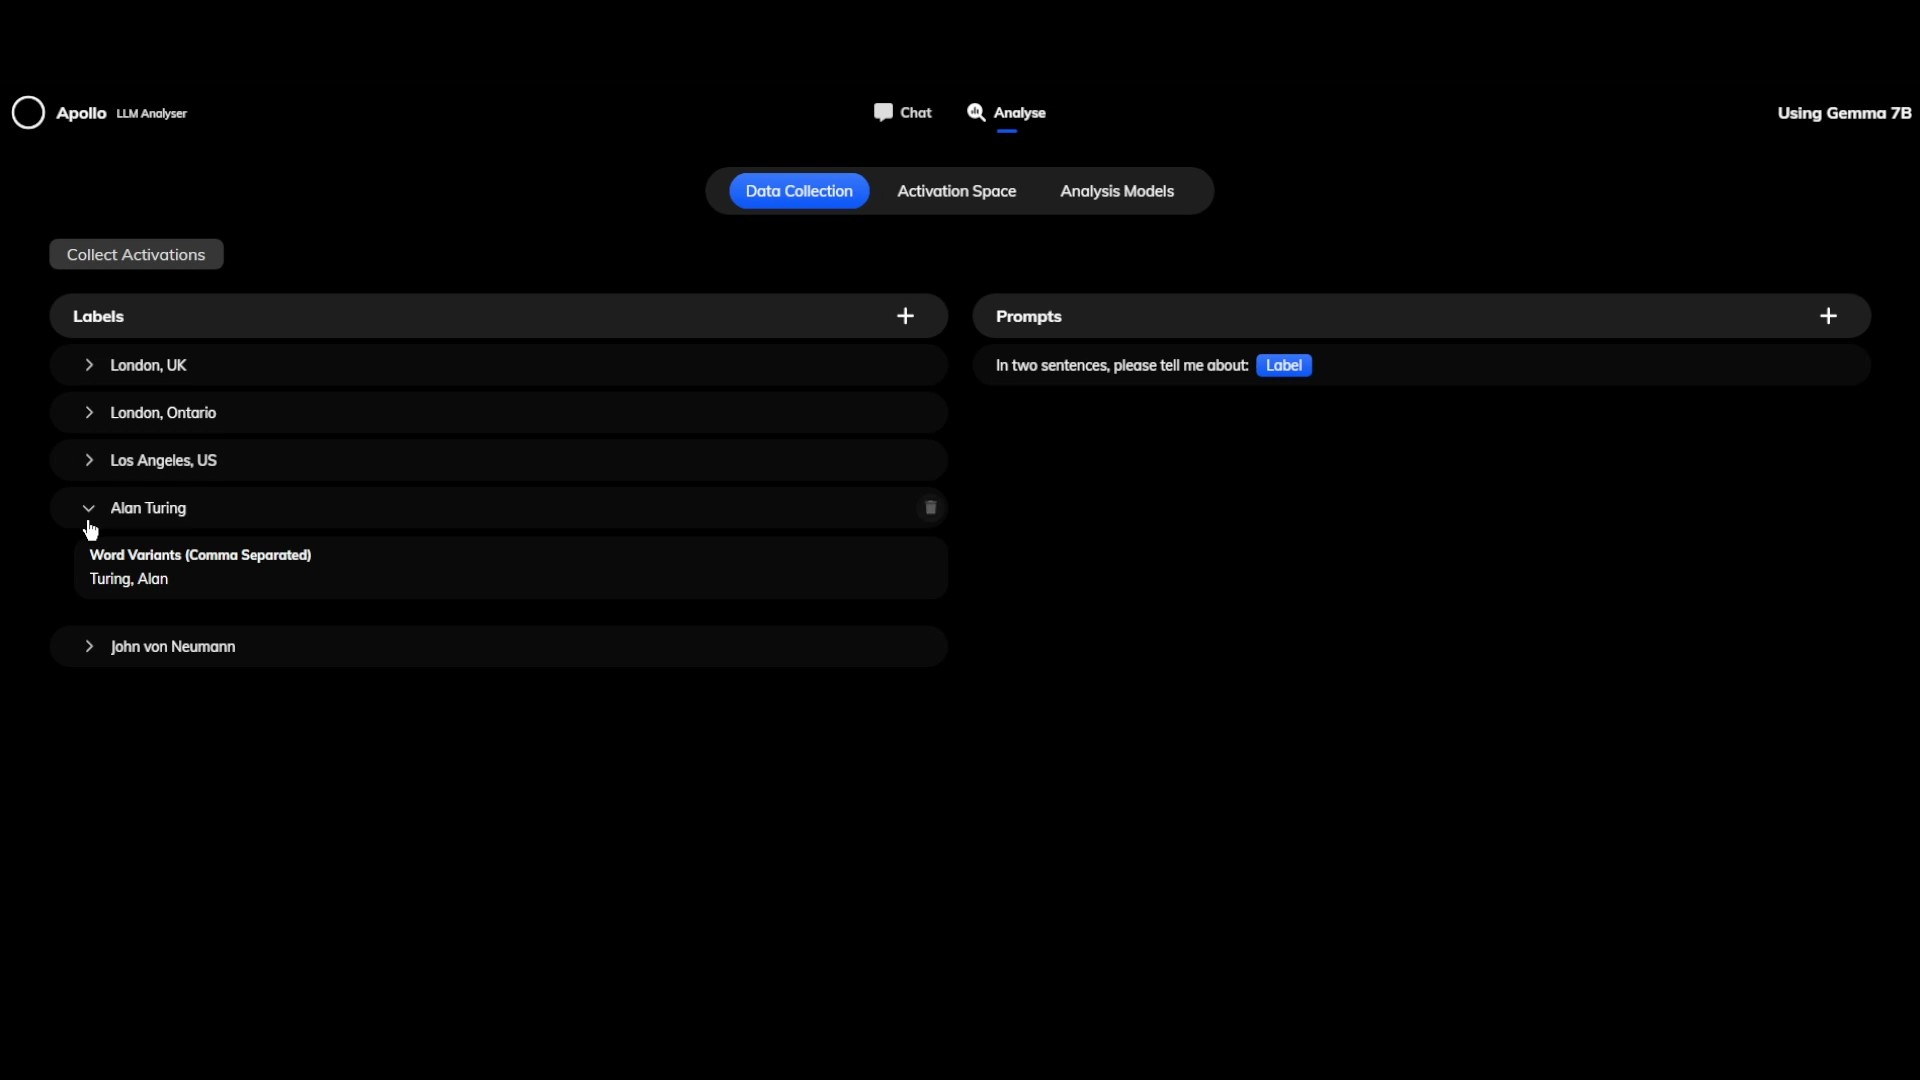 Apollo LLM Analyser
Chat
Analyse
Using Gemma 7B
Data Collection
Activation Space
Analysis Models
Collect Activations
Labels
London, UK
London, Ontario
Los Angeles, US
Alan Turing
Word Variants (Comma Separated)
Turing, Alan
John von Neumann
Prompts
In two sentences, please tell me about: Label